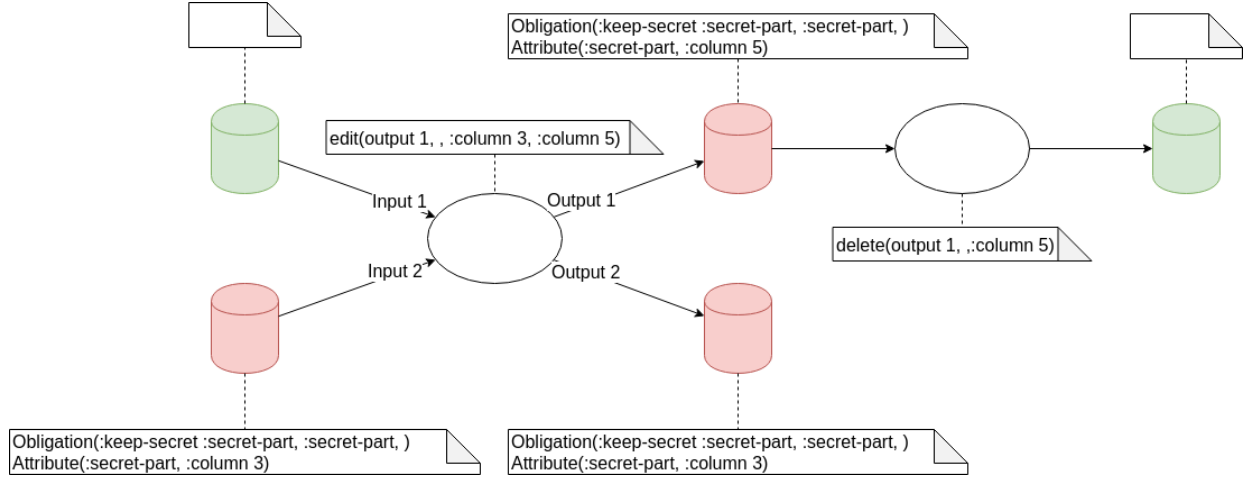 Obligation(:keep-secret :secret-part, :secret-part, )
Attribute(:secret-part, :column 5)
edit(output 1, , :column 3, :column 5)
Input 1
Output 1
delete(output 1, ,:column 5)
Input 2
Output 2
Obligation(:keep-secret :secret-part, :secret-part, )
Attribute(:secret-part, :column 3)
Obligation(:keep-secret :secret-part, :secret-part, )
Attribute(:secret-part, :column 3)